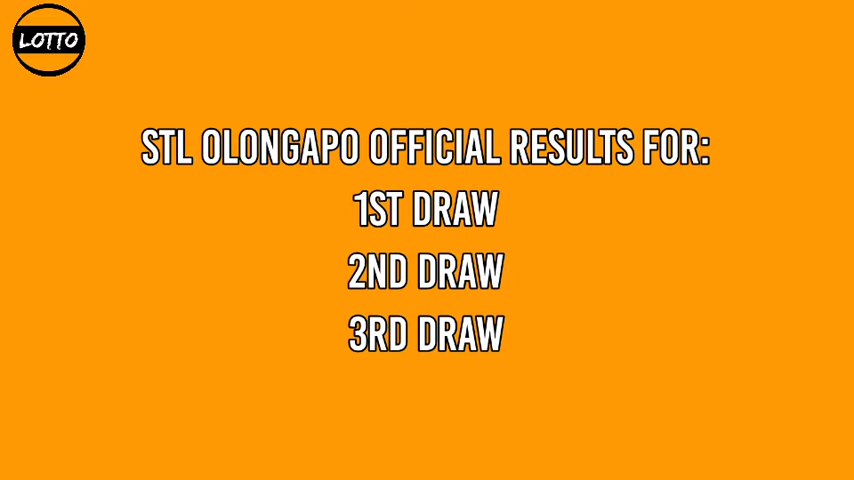 LOTTO
STL OLONGAPO OFFICIAL RESULTS FOR:
1ST DRAW
2ND DRAW
3RD DRAW